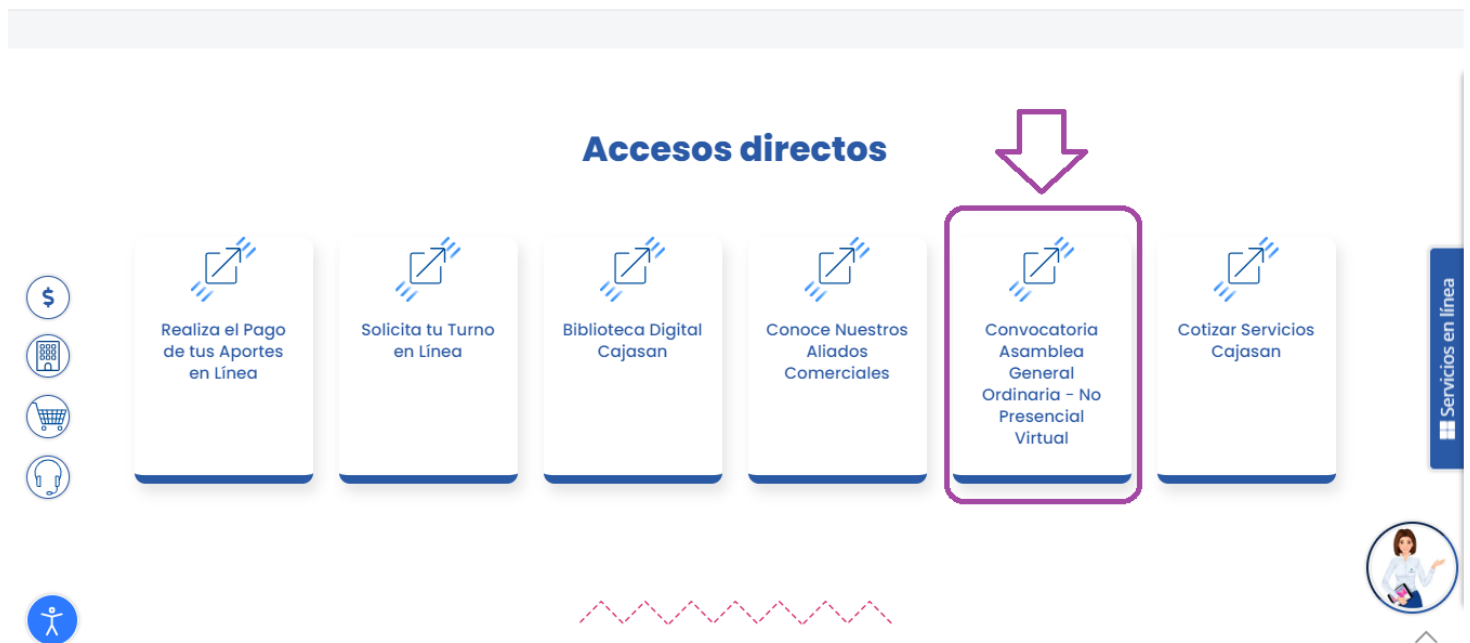 Accesos directos
$
Realiza el Pago
de tus Aportes
en Línea
Solicita tu Turno
en Línea
Biblioteca Digital
Cajasan
Conoce Nuestros
Aliados
Comerciales
Convocatoria
Asamblea
General
Ordinaria - No
Presencial
Virtual
Cotizar Servicios
Cajasan
Servicios en línea